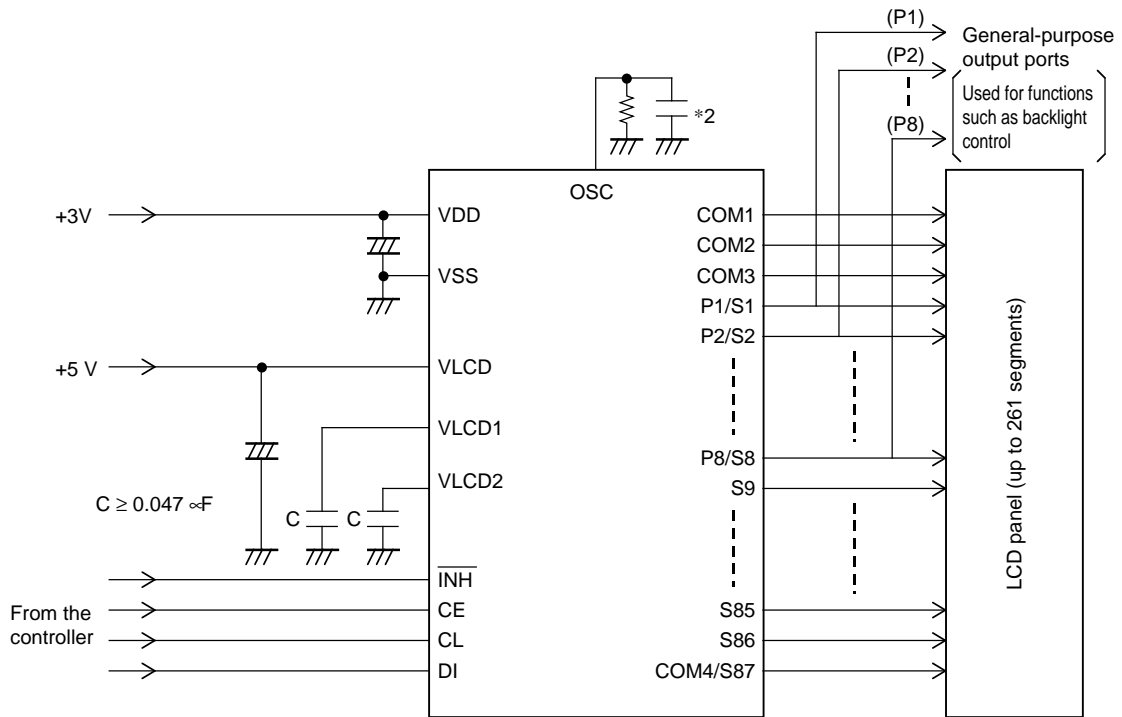 (P1)
General-purpose
output ports
(P2)
Used for functions
such as backlight
control
(P8)
*2
OSC
+3V
VDD
VSS
+5 V
VLCD
VLCD1
VLCD2
C ≥ 0.047 ∝F
C
C
INH
From the
controller
CE
CL
DI
COM1
COM2
COM3
P1/S1
P2/S2
P8/S8
S9
S85
S86
COM4/S87
LCD panel (up to 261 segments)